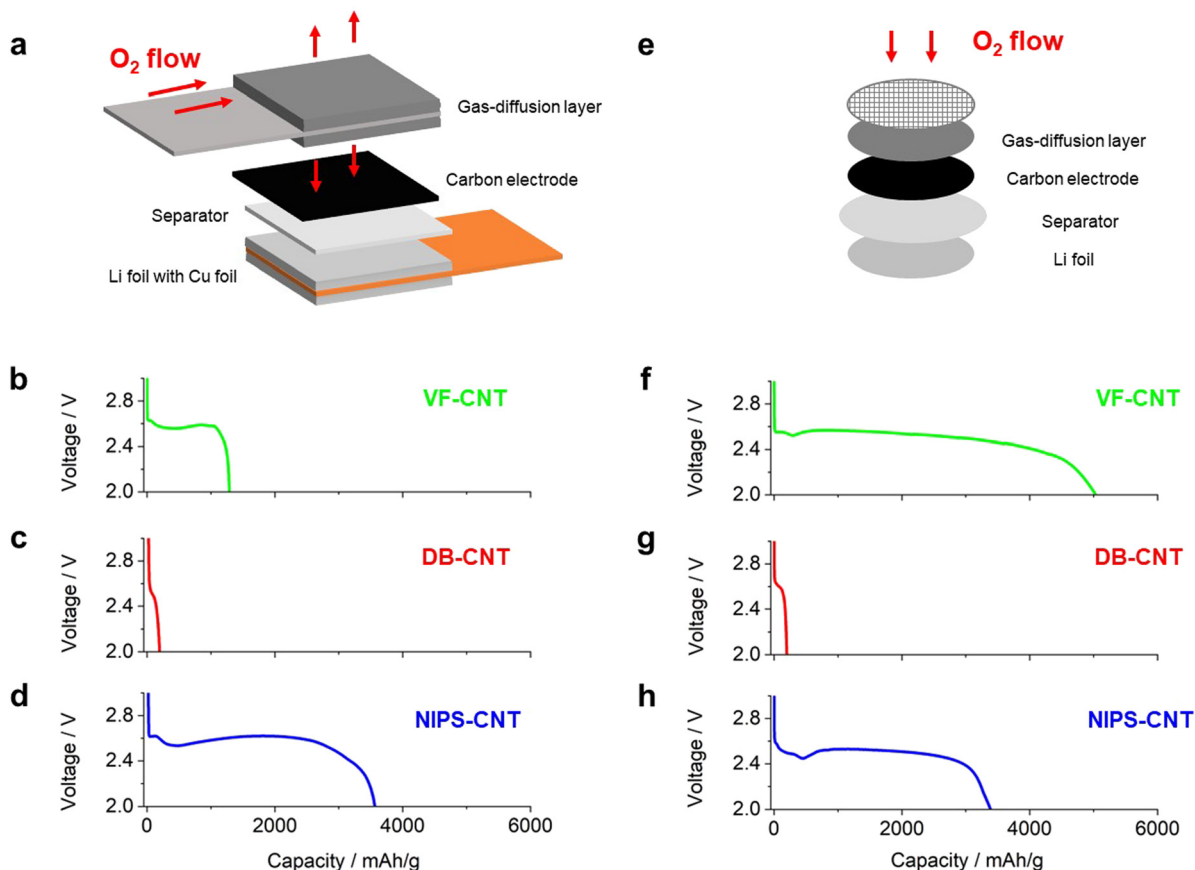 a
O₂ flow
Gas-diffusion layer
Carbon electrode
Separator
Li foil with Cu foil
e
O₂ flow
Gas-diffusion layer
Carbon electrode
Separator
Li foil
b
VF-CNT
Voltage / V
2.8
2.4
2.0
c
DB-CNT
Voltage / V
2.8
2.4
2.0
d
NIPS-CNT
Voltage / V
2.8
2.4
2.0
0 2000 4000 6000
Capacity / mAh/g
f
VF-CNT
Voltage / V
2.8
2.4
2.0
g
DB-CNT
Voltage / V
2.8
2.4
2.0
h
NIPS-CNT
Voltage / V
2.8
2.4
2.0
0 2000 4000 6000
Capacity / mAh/g